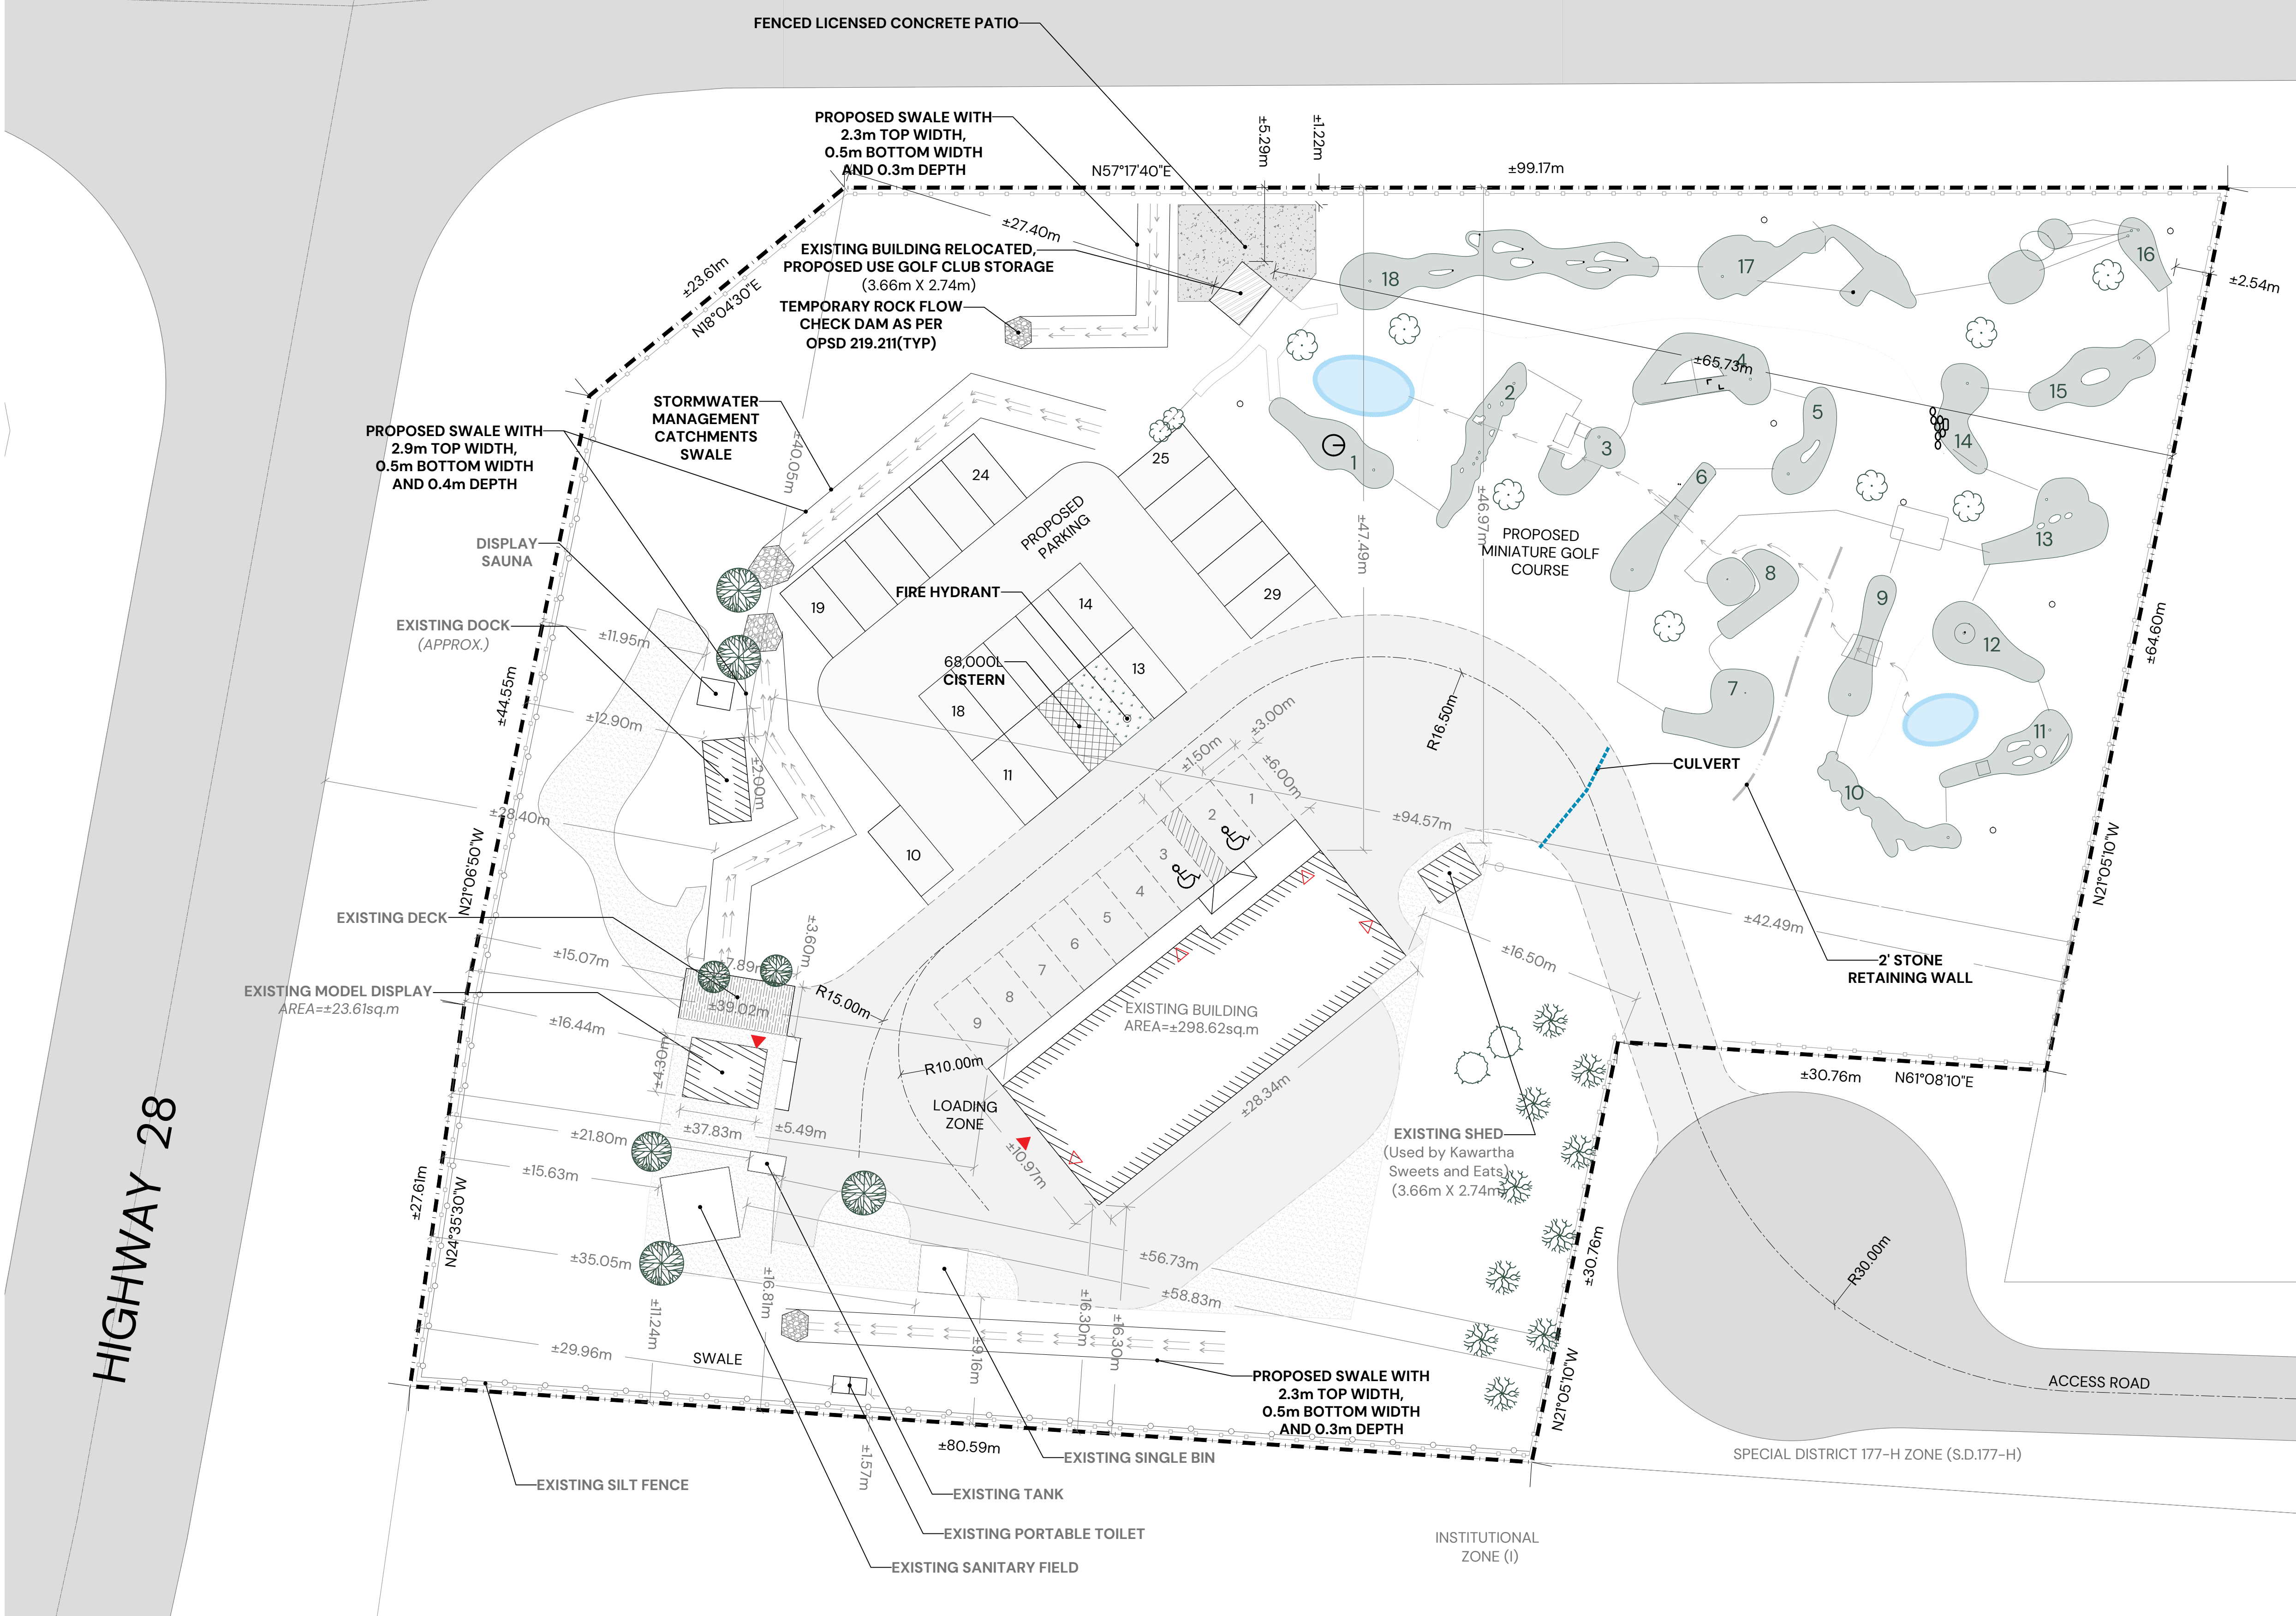 FENCED LICENSED CONCRETE PATIO
PROPOSED SWALE WITH
2.3m TOP WIDTH,
0.5m BOTTOM WIDTH
AND 0.3m DEPTH
N57°17'40"E
±5.29m
±1.22m
±99.17m
±27.40m
EXISTING BUILDING RELOCATED,
PROPOSED USE GOLF CLUB STORAGE
(3.66m X 2.74m)
TEMPORARY ROCK FLOW
CHECK DAM AS PER
OPSD 219.211(TYP)
±23.61m
N18°04'30"E
18
17
16
±2.54m
STORMWATER
MANAGEMENT
CATCHMENTS
SWALE
±40.05m
PROPOSED SWALE WITH
2.9m TOP WIDTH,
0.5m BOTTOM WIDTH
AND 0.4m DEPTH
4
±65.73m
2
5
15
14
3
1
6
25
24
PROPOSED
PARKING
±47.49m
±46.97m
PROPOSED
MINIATURE GOLF
COURSE
13
8
9
12
7
11
10
DISPLAY
SAUNA
EXISTING DOCK
(APPROX.)
±11.95m
±12.90m
±2.00m
±28.40m
±44.55m
N21°06'50"W
19
FIRE HYDRANT
14
29
68,000L
CISTERN
13
18
11
10
±1.50m
±3.00m
±6.00m
R16.50m
±64.60m
N21°05'10"W
CULVERT
±94.57m
1
2
3
4
5
6
7
8
9
±42.49m
±16.50m
2' STONE
RETAINING WALL
EXISTING DECK
±3.60m
±15.07m
7.89m
±39.02m
R15.00m
EXISTING MODEL DISPLAY
AREA=±23.61sq.m
±16.44m
±4.30m
EXISTING BUILDING
AREA=±298.62sq.m
R10.00m
LOADING
ZONE
±28.34m
±10.97m
±30.76m
N61°08'10"E
±37.83m
±5.49m
±21.80m
±15.63m
EXISTING SHED
(Used by Kawartha
Sweets and Eats)
(3.66m X 2.74m)
HIGHWAY 28
±27.61m
N24°35'30"W
±35.05m
±56.73m
±58.83m
±30.76m
R30.00m
±11.24m
±16.81m
±9.16m
±16.30m
±16.30m
±29.96m
SWALE
PROPOSED SWALE WITH
2.3m TOP WIDTH,
0.5m BOTTOM WIDTH
AND 0.3m DEPTH
N21°05'10"W
ACCESS ROAD
±1.57m
±80.59m
EXISTING SINGLE BIN
SPECIAL DISTRICT 177-H ZONE (S.D.177-H)
EXISTING SILT FENCE
EXISTING TANK
EXISTING PORTABLE TOILET
EXISTING SANITARY FIELD
INSTITUTIONAL
ZONE (I)